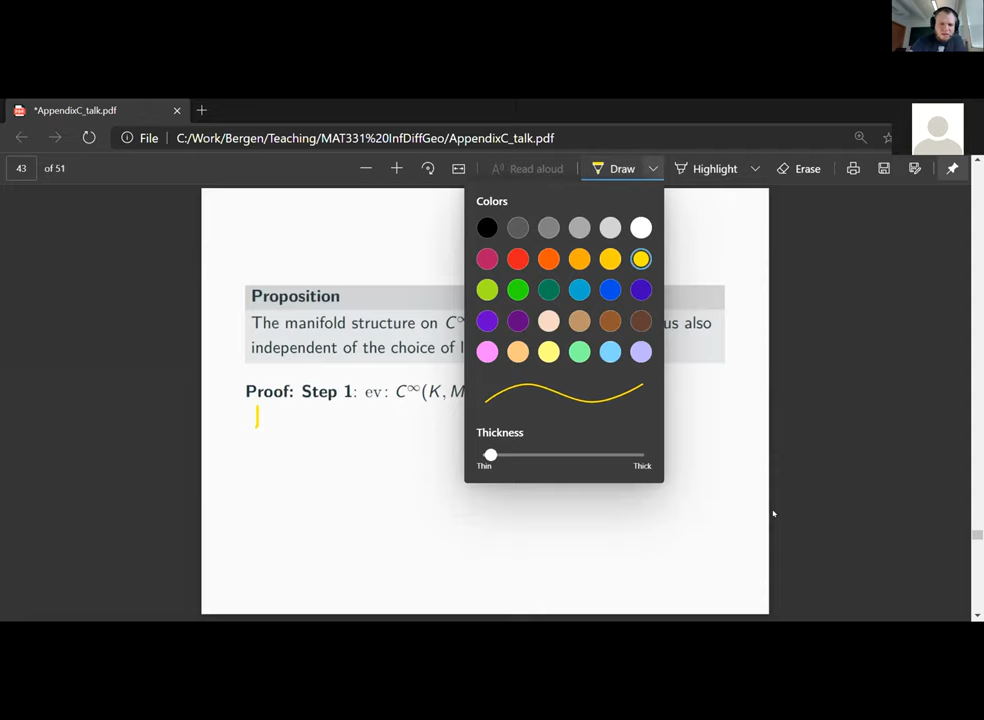 *AppendixC_talk.pdf
File C:/Work/Bergen/Teaching/MAT331%20InfDiffGeo/AppendixC_talk.pdf
43 of 51 Read aloud Draw Highlight Erase
Colors
Thickness
Thin Thick
Proposition
The manifold structure on C∞ us also
independent of the choice of l
Proof: Step 1: ev: C∞(K, M